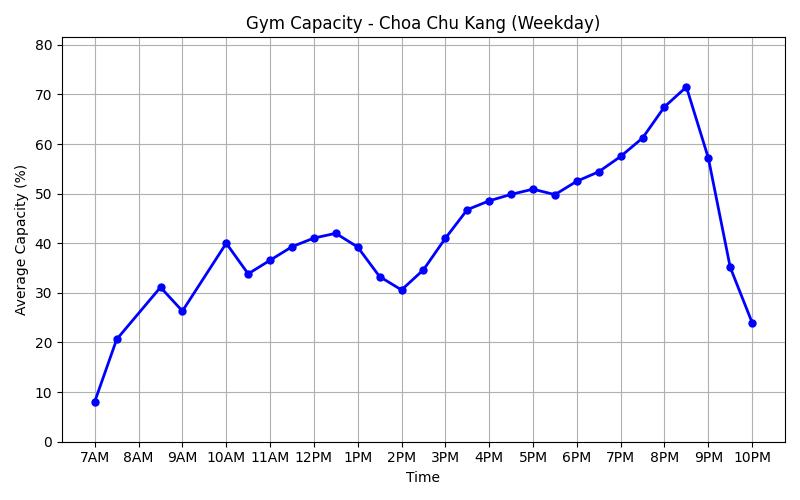 Gym Capacity - Choa Chu Kang (Weekday)
Average Capacity (%)
80
70
60
50
40
30
20
10
0
7AM 8AM 9AM 10AM 11AM 12PM 1PM 2PM 3PM 4PM 5PM 6PM 7PM 8PM 9PM 10PM
Time